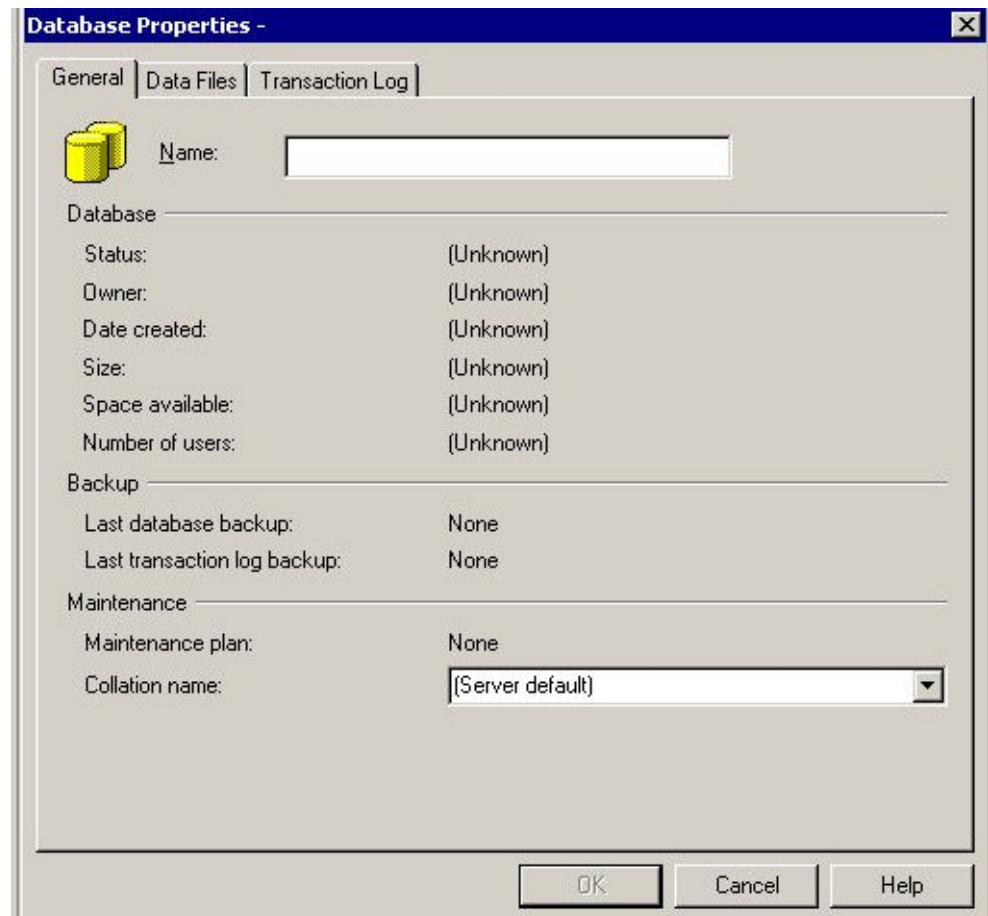 Database Properties -
General Data Files Transaction Log
Name:
Database
Status: (Unknown)
Owner: (Unknown)
Date created: (Unknown)
Size: (Unknown)
Space available: (Unknown)
Number of users: (Unknown)
Backup
Last database backup: None
Last transaction log backup: None
Maintenance
Maintenance plan: None
Collation name: (Server default)
OK Cancel Help